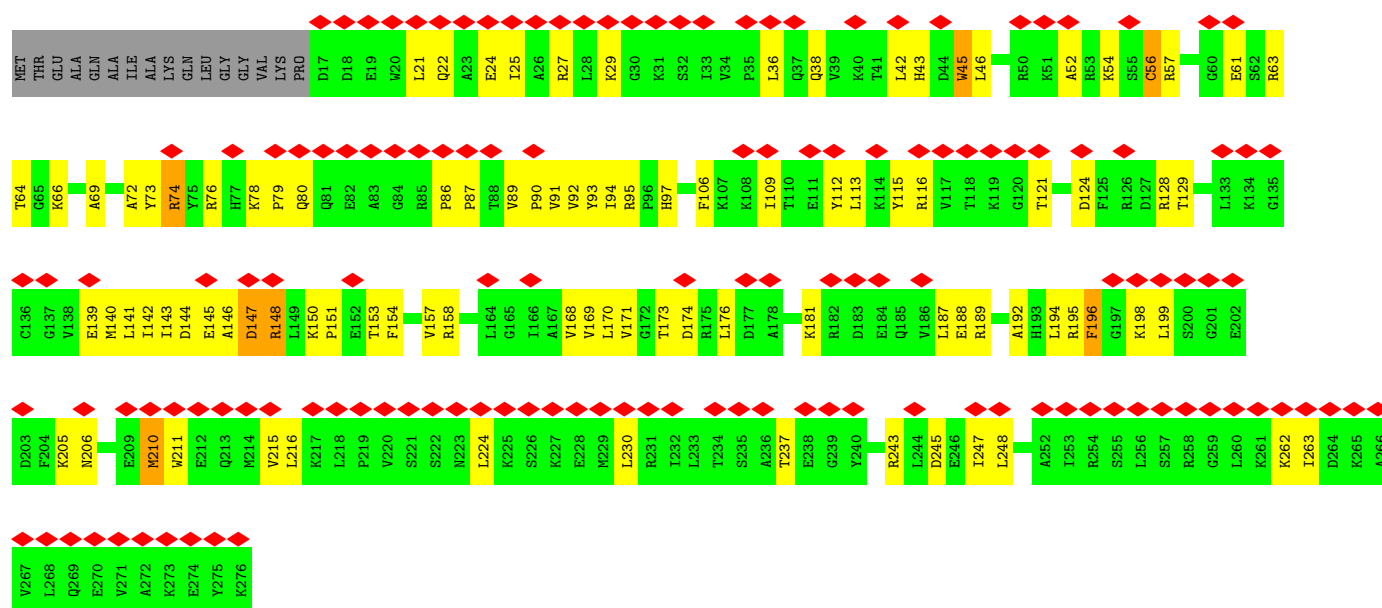 MET THR GLU ALA GLN ALA ILE ALA LYS GLN LEU GLY GLY VAL LYS PRO D17 D18 E19 W20 L21 Q22 A23 E24 I25 A26 R27 L28 K29 G30 K31 S32 I33 V34 P35 L36 Q37 Q38 V39 K40 T41 L42 H43 D44 W45 L46 R50 K51 A52 R53 K54 S55 C56 R57 G60 E61 S62 R63
T64 G65 K66 A69 A72 Y73 R74 Y75 R76 H77 K78 P79 Q80 Q81 E82 A83 G84 R85 P86 P87 T88 V89 P90 V91 V92 Y93 I94 R95 P96 H97 F106 K107 K108 I109 T110 E111 Y112 L113 K114 Y115 R116 V117 T118 K119 G120 T121 D124 F125 R126 D127 R128 T129 L133 K134 G135
C136 G137 V138 E139 M140 L141 I142 I143 D144 E145 A146 D147 R148 L149 K150 P151 E152 T153 F154 V157 R158 L164 G165 I166 A167 V168 V169 L170 V171 G172 T173 D174 R175 L176 D177 A178 K181 R182 D183 E184 Q185 V186 L187 E188 R189 A192 H193 L194 R195 F196 G197 K198 L199 S200 G201 E202
D203 F204 K205 N206 E209 M210 W211 E212 Q213 M214 V215 L216 K217 L218 P219 V220 S221 S222 N223 L224 K225 S226 K227 E228 M229 L230 R231 I232 L233 T234 S235 A236 T237 E238 G239 Y240 R243 L244 D245 E246 I247 L248 A252 I253 R254 S255 L256 S257 R258 G259 L260 K261 K262 I263 D264 K265 A266
V267 L268 Q269 E270 V271 A272 K273 E274 Y275 K276